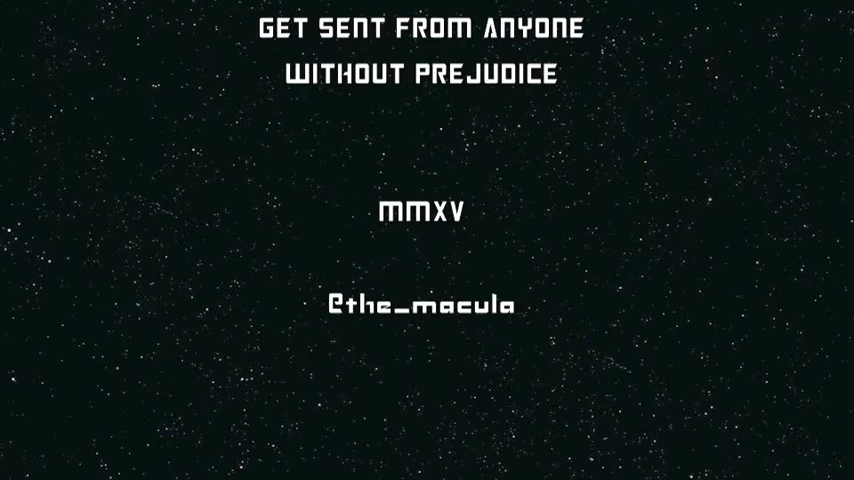 GET SENT FROM ANYONE
WITHOUT PREJUDICE
MMXV
@the_macula